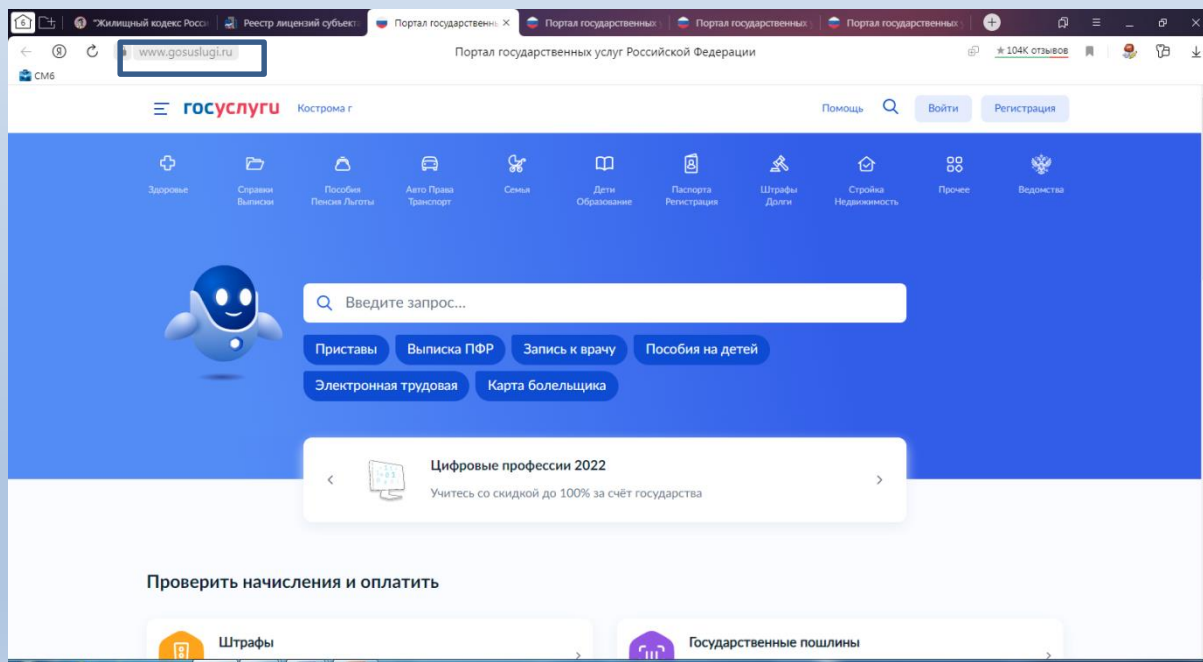 6 "Жилищный кодекс Росси Реестр лицензий субъект Портал государственнь Портал государственных Портал государственных Портал государственных
www.gosuslugi.ru Портал государственных услуг Российской Федерации ★ 104К отзывов
СМ6
госуслуги Кострома г Помощь Войти Регистрация
Здоровье
Справки
Выписки
Пособия
Пенсия Льготы
Авто Права
Транспорт
Семья
Дети
Образование
Паспорта
Регистрация
Штрафы
Долги
Стройка
Недвижимость
Прочее
Ведомства
Введите запрос...
Приставы Выписка ПФР Запись к врачу Пособия на детей
Электронная трудовая Карта болельщика
Цифровые профессии 2022
Учитесь со скидкой до 100% за счёт государства
Проверить начисления и оплатить
Штрафы Государственные пошлины